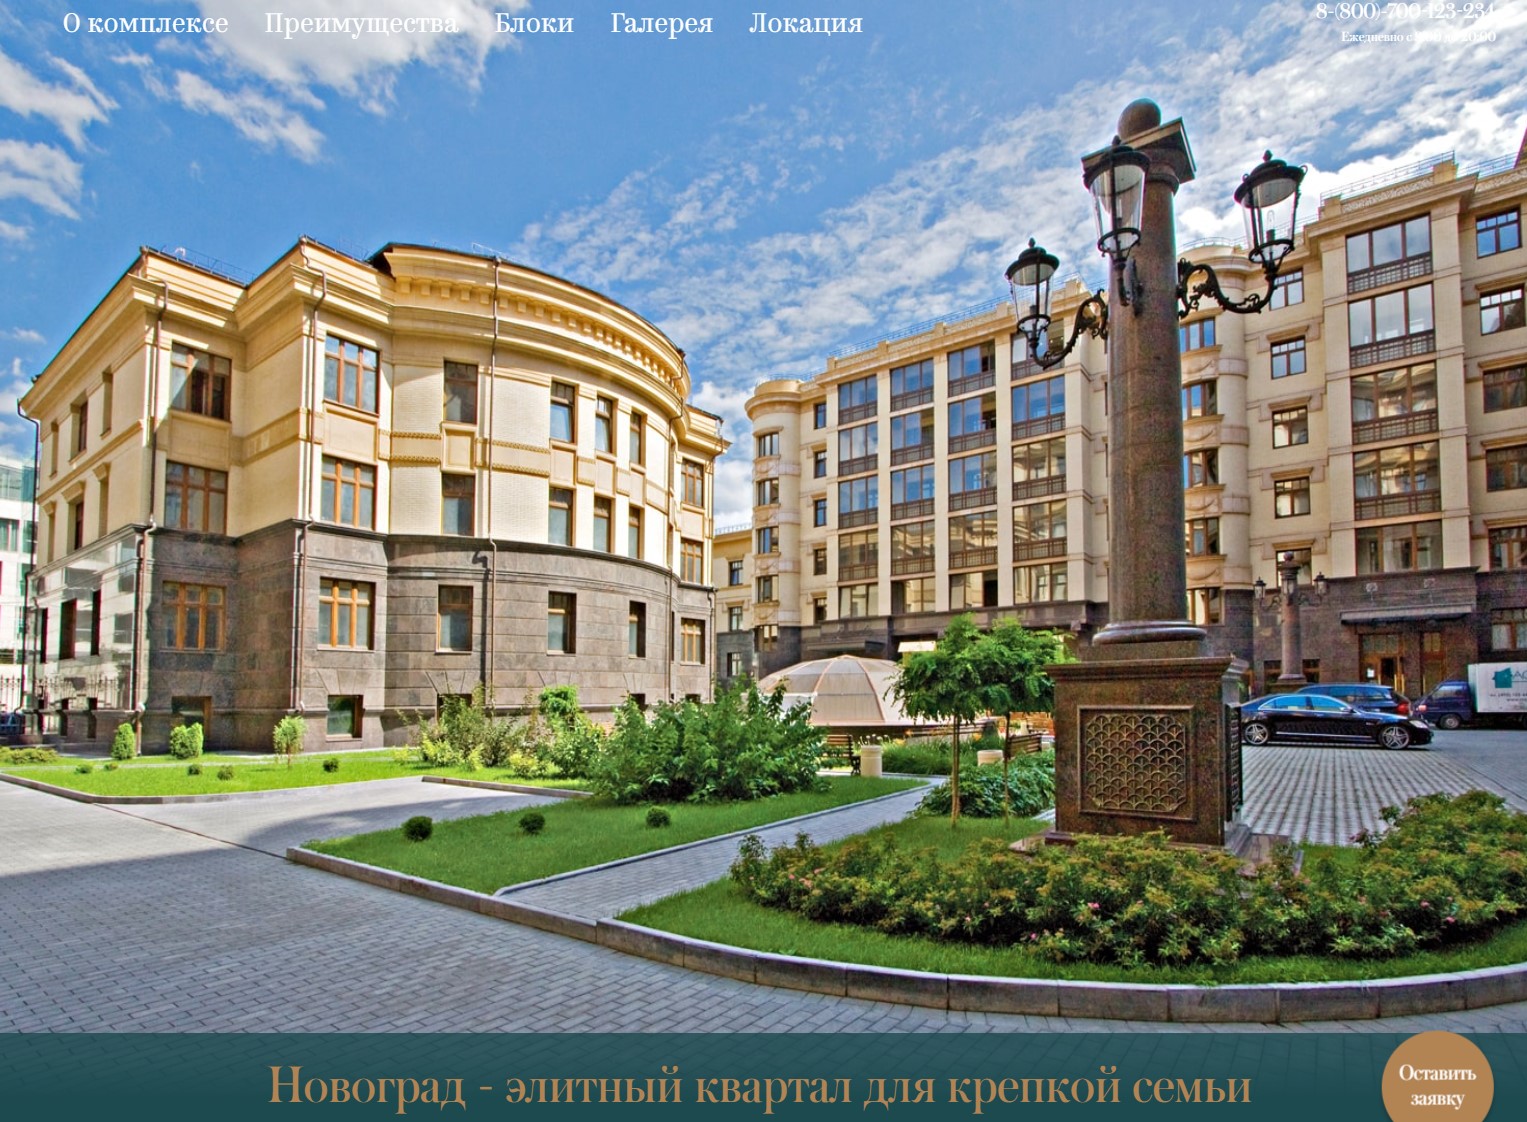 О комплексе Преимущества Блоки Галерея Локация
8-(800)-700-123-234
Ежедневно с
Новоград - элитный квартал для крепкой семьи
Оставить
заявку